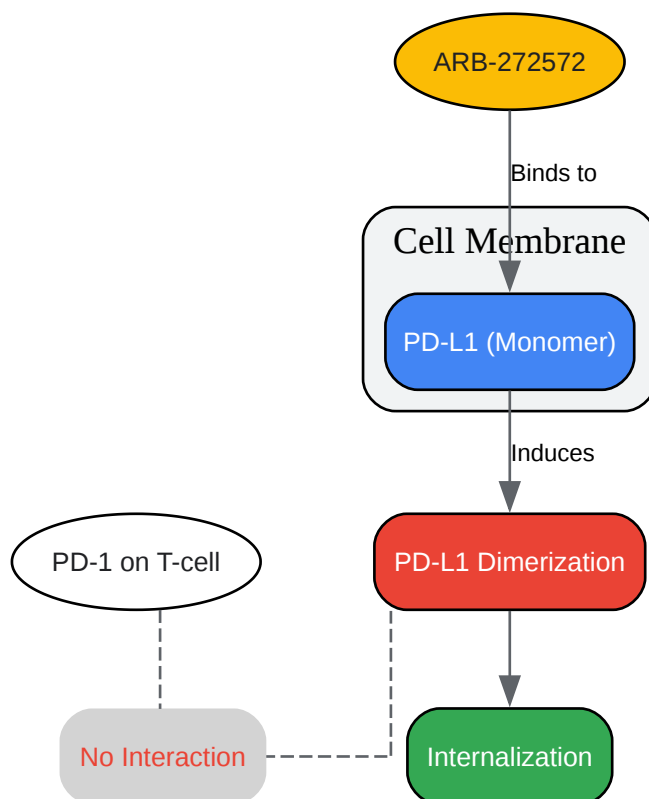 ARB-272572
Binds to
Cell Membrane
PD-L1 (Monomer)
Induces
PD-1 on T-cell
PD-L1 Dimerization
No Interaction
Internalization